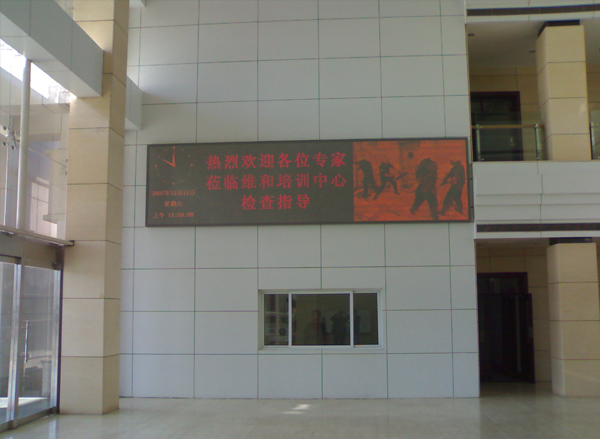 热烈欢迎各位专家
莅临维和培训中心
检查指导